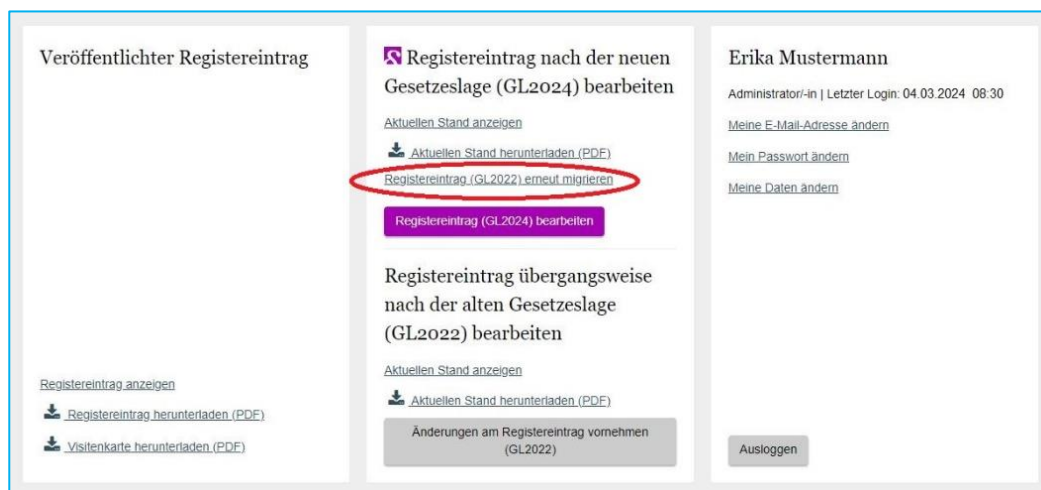 Veröffentlichter Registereintrag
Registereintrag anzeigen
Registereintrag herunterladen (PDF)
Visitenkarte herunterladen (PDF)
Registereintrag nach der neuen
Gesetzeslage (GL2024) bearbeiten
Aktuellen Stand anzeigen
Aktuellen Stand herunterladen (PDF)
Registereintrag (GL2022) erneut migrieren
Registereintrag (GL2024) bearbeiten
Registereintrag übergangsweise
nach der alten Gesetzeslage
(GL2022) bearbeiten
Aktuellen Stand anzeigen
Aktuellen Stand herunterladen (PDF)
Änderungen am Registereintrag vornehmen
(GL2022)
Erika Mustermann
Administrator/-in | Letzter Login: 04.03.2024 08:30
Meine E-Mail-Adresse ändern
Mein Passwort ändern
Meine Daten ändern
Ausloggen